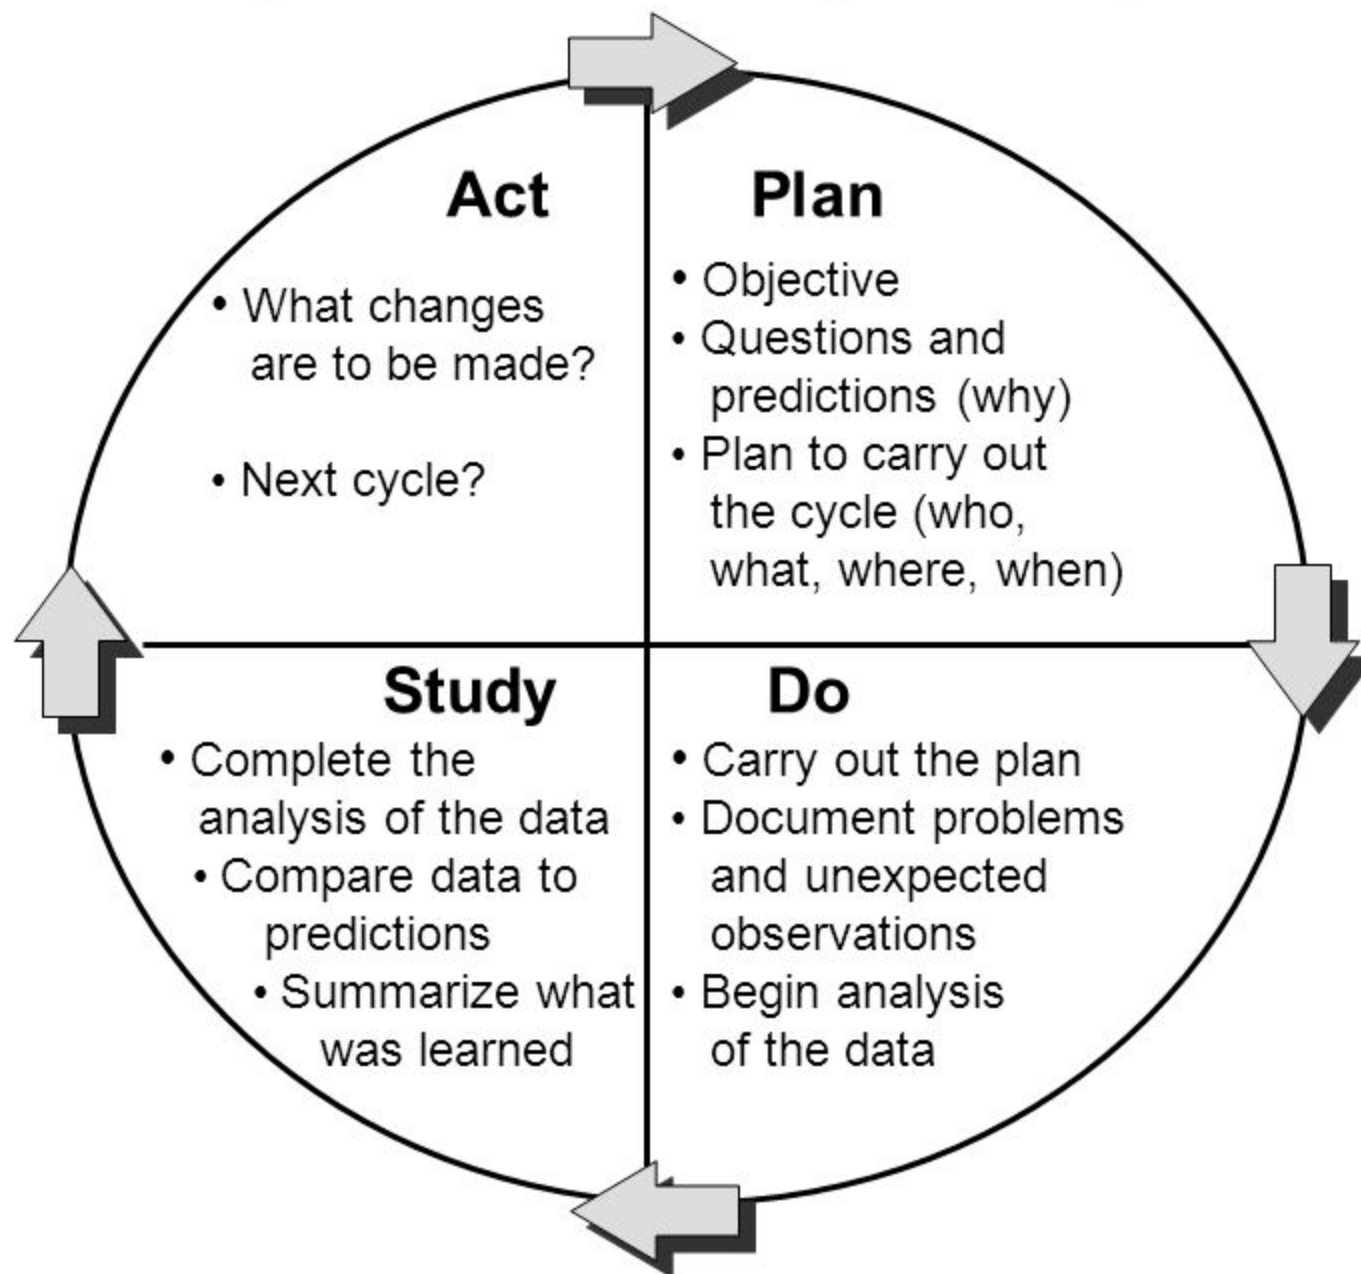 Act
• What changes
are to be made?
• Next cycle?
Plan
• Objective
• Questions and
predictions (why)
• Plan to carry out
the cycle (who,
what, where, when)
Study
• Complete the
analysis of the data
• Compare data to
predictions
• Summarize what
was learned
Do
• Carry out the plan
• Document problems
and unexpected
observations
• Begin analysis
of the data